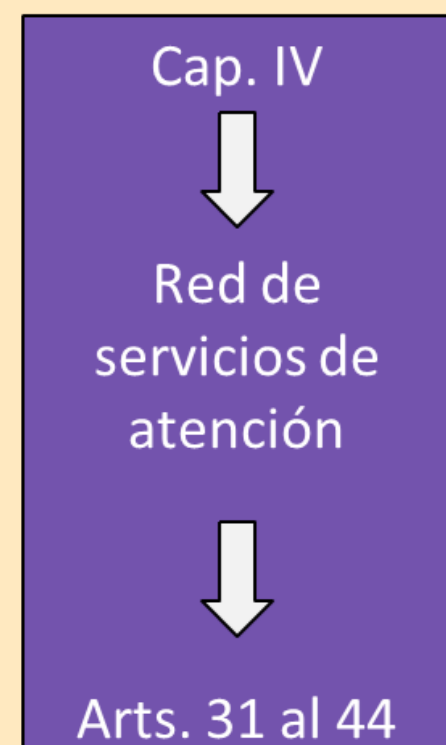 Cap. IV
Red de
servicios de
atención
Arts. 31 al 44